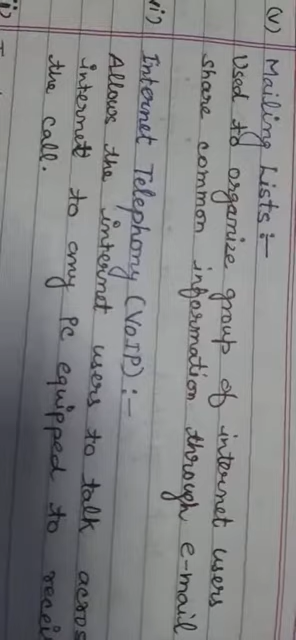 (v) Mailing Lists :-
Used to organize group of internet users
share common information through e-mail
vi) Internet Telephony (VoIP) :-
Allows the internet users to talk across
internet to any PC equipped to
the call.